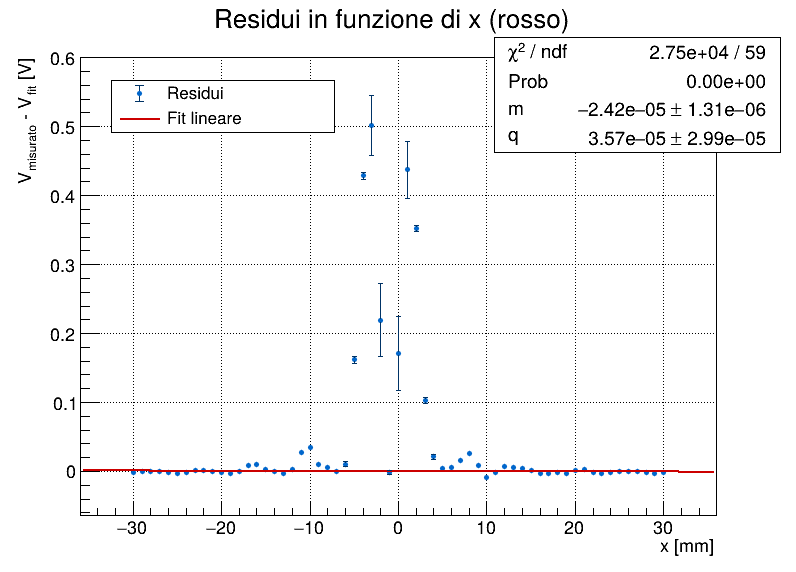 Residui in funzione di x (rosso)
χ² / ndf 2.75e+04 / 59
Prob 0.00e+00
m −2.42e−05 ± 1.31e−06
q 3.57e−05 ± 2.99e−05
Residui
Fit lineare
V_misurato - V_fit [V]
0.6
0.5
0.4
0.3
0.2
0.1
0
−30 −20 −10 0 10 20 30
x [mm]